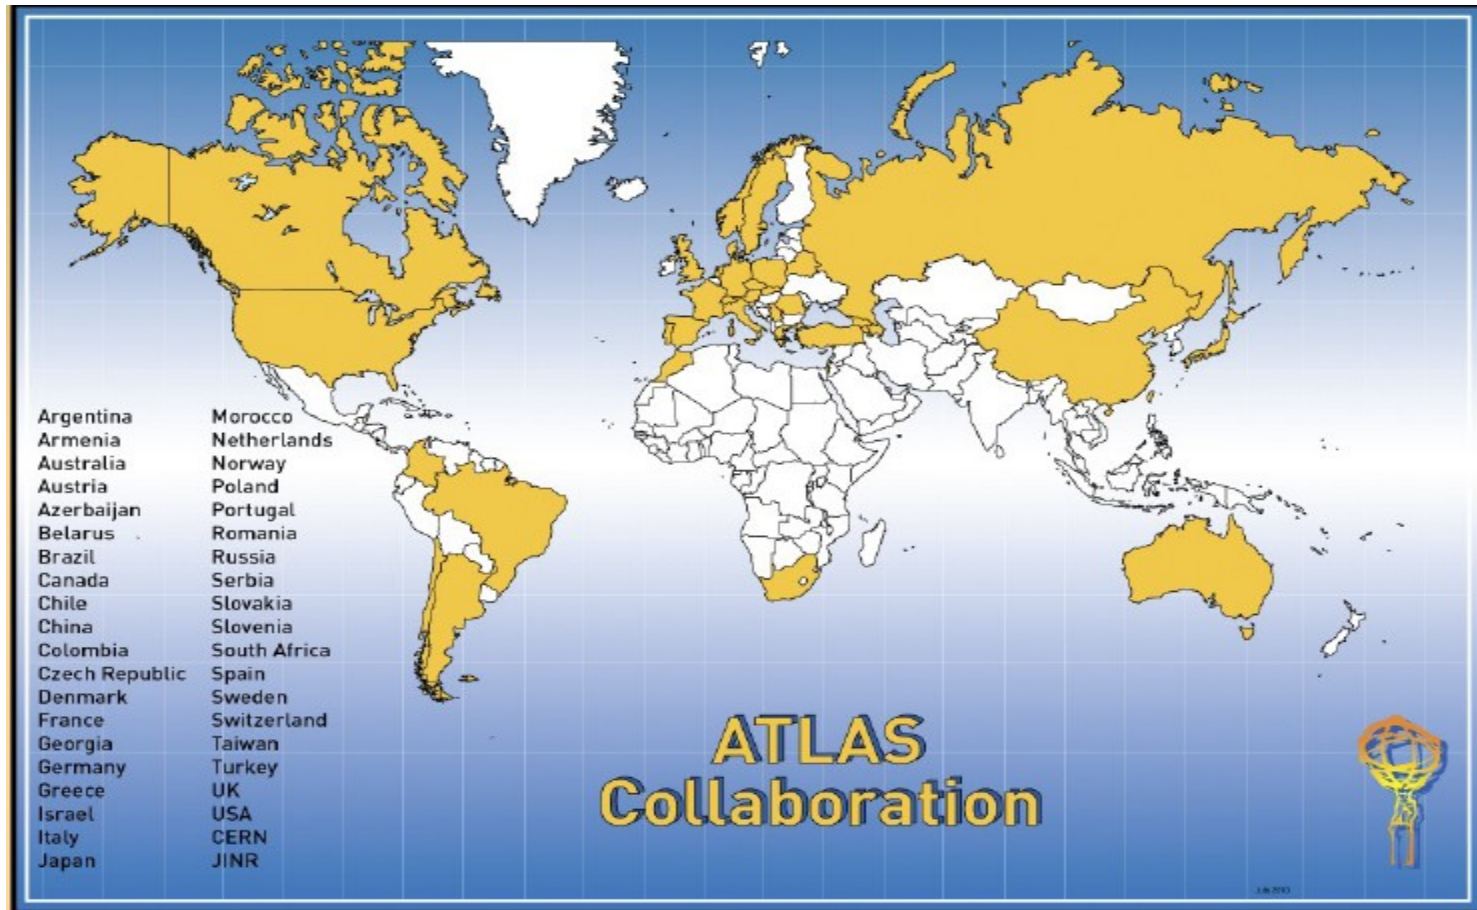 Argentina
Armenia
Australia
Austria
Azerbaijan
Belarus
Brazil
Canada
Chile
China
Colombia
Czech Republic
Denmark
France
Georgia
Germany
Greece
Israel
Italy
Japan
Morocco
Netherlands
Norway
Poland
Portugal
Romania
Russia
Serbia
Slovakia
Slovenia
South Africa
Spain
Sweden
Switzerland
Taiwan
Turkey
UK
USA
CERN
JINR
ATLAS
Collaboration